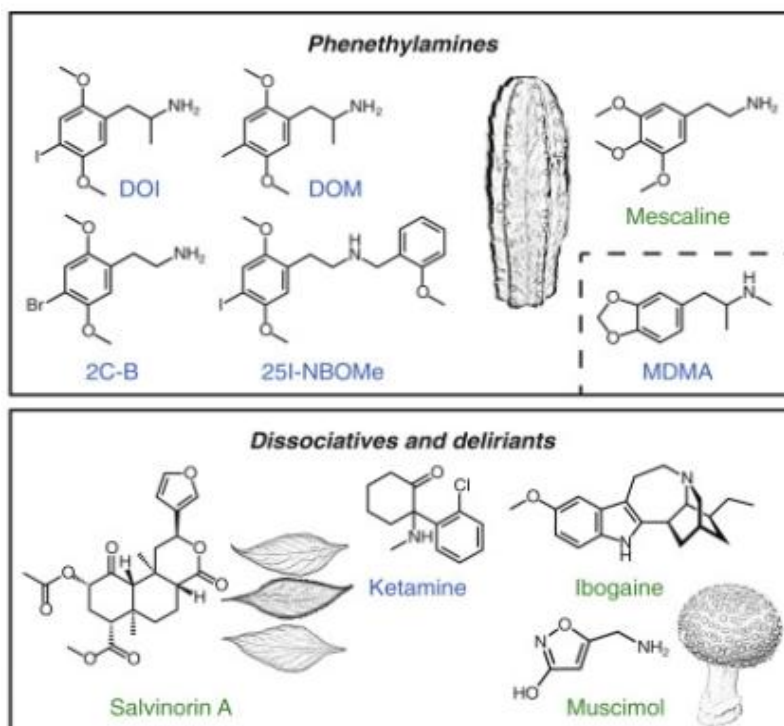 Phenethylamines
O
NH₂
I
O
DOI
O
NH₂
O
DOM
O
O
O
NH₂
Mescaline
O
NH₂
Br
O
2C-B
O
H
N
I
O
O
25I-NBOMe
H
N
O
O
MDMA
Dissociatives and deliriants
O
O
O
O
H
H
O
O
O
O
Salvinorin A
O
Cl
NH
Ketamine
O
N
N
H
Ibogaine
O
N
NH₂
HO
Muscimol